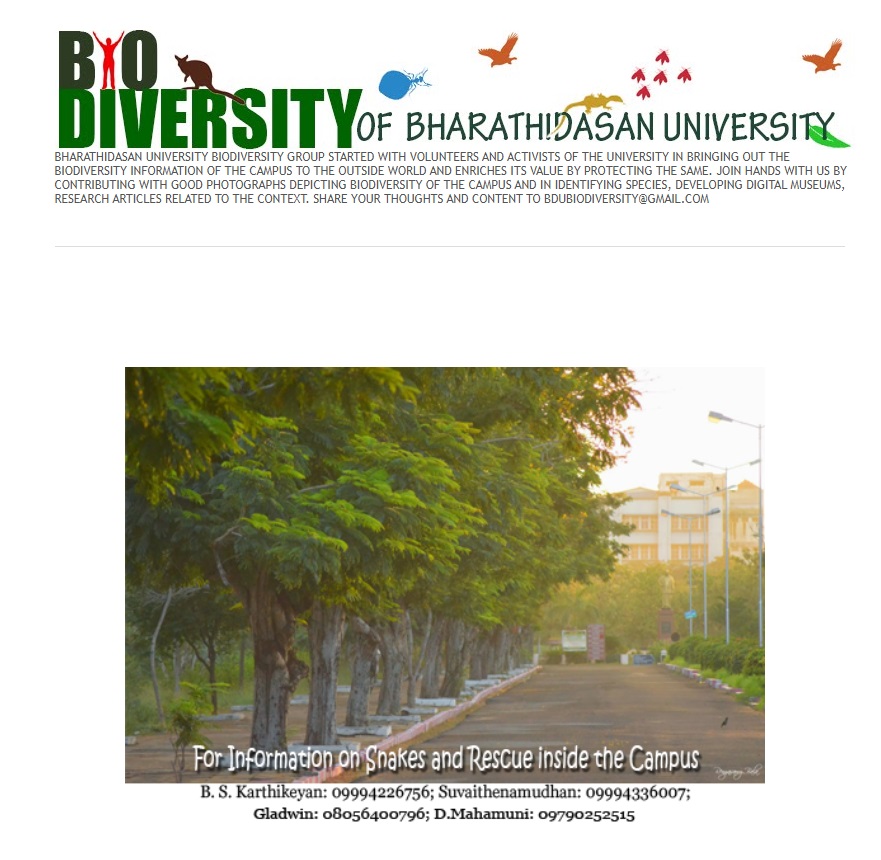 BIO
DIVERSITY OF BHARATHIDASAN UNIVERSITY
BHARATHIDASAN UNIVERSITY BIODIVERSITY GROUP STARTED WITH VOLUNTEERS AND ACTIVISTS OF THE UNIVERSITY IN BRINGING OUT THE
BIODIVERSITY INFORMATION OF THE CAMPUS TO THE OUTSIDE WORLD AND ENRICHES ITS VALUE BY PROTECTING THE SAME. JOIN HANDS WITH US BY
CONTRIBUTING WITH GOOD PHOTOGRAPHS DEPICTING BIODIVERSITY OF THE CAMPUS AND IN IDENTIFYING SPECIES, DEVELOPING DIGITAL MUSEUMS,
RESEARCH ARTICLES RELATED TO THE CONTEXT. SHARE YOUR THOUGHTS AND CONTENT TO BDUBIODIVERSITY@GMAIL.COM
For Information on Snakes and Rescue inside the Campus
B. S. Karthikeyan: 09994226756; Suvaithenamudhan: 09994336007;
Gladwin: 08056400796; D.Mahamuni: 09790252515